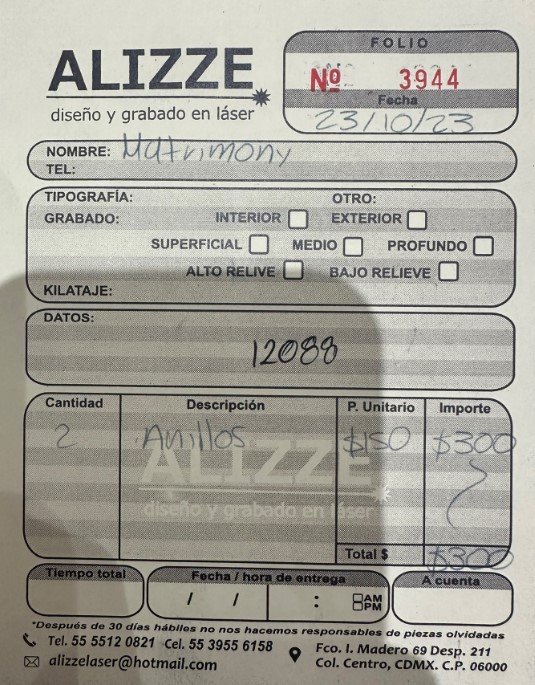 ALIZZE
diseño y grabado en láser
FOLIO
Nº 3944
Fecha
23/10/23
NOMBRE: Matrimony
TEL:
TIPOGRAFÍA: OTRO:
GRABADO: INTERIOR EXTERIOR
SUPERFICIAL MEDIO PROFUNDO
ALTO RELIVE BAJO RELIEVE
KILATAJE:
DATOS:
12088
Cantidad Descripción P. Unitario Importe
2 Anillos $150 $300
ALIZZE
diseño y grabado en láser
Total $ $300
Tiempo total Fecha / hora de entrega A cuenta
/ / : AM
PM
*Después de 30 días hábiles no nos hacemos responsables de piezas olvidadas
Tel. 55 5512 0821 Cel. 55 3955 6158
alizzelaser@hotmail.com
Fco. I. Madero 69 Desp. 211
Col. Centro, CDMX. C.P. 06000